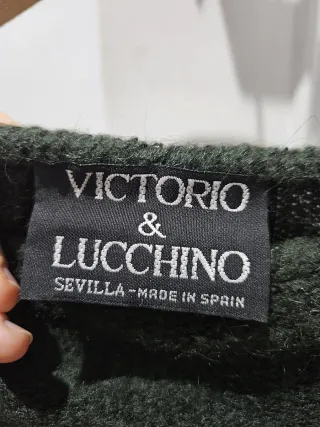 VICTORIO
&
LUCCHINO
SEVILLA-MADE IN SPAIN